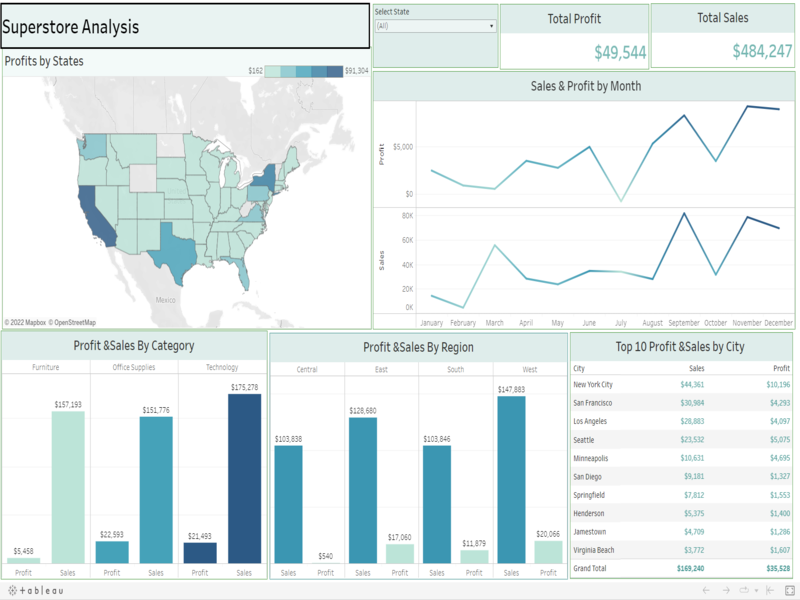 Superstore Analysis
Select State
(All)
Total Profit
$49,544
Total Sales
$484,247
Profits by States
$162 $91,304
Mexico
© 2022 Mapbox © OpenStreetMap
Sales & Profit by Month
Profit
$5,000
$0
Sales
80K
60K
40K
20K
0K
January February March April May June July August September October November December
Profit &Sales By Category
Furniture Office Supplies Technology
$5,458 $157,193 $22,593 $151,776 $21,493 $175,278
Profit Sales Profit Sales Profit Sales
Profit &Sales By Region
Central East South West
$103,838 $540 $128,680 $17,060 $103,846 $11,879 $147,883 $20,066
Sales Profit Sales Profit Sales Profit Sales Profit
Top 10 Profit &Sales by City
City Sales Profit
New York City $44,361 $10,196
San Francisco $30,984 $4,293
Los Angeles $28,883 $4,097
Seattle $23,532 $5,075
Minneapolis $10,631 $4,695
San Diego $9,181 $1,327
Springfield $7,812 $1,553
Henderson $5,375 $1,400
Jamestown $4,709 $1,286
Virginia Beach $3,772 $1,607
Grand Total $169,240 $35,528
+ableau